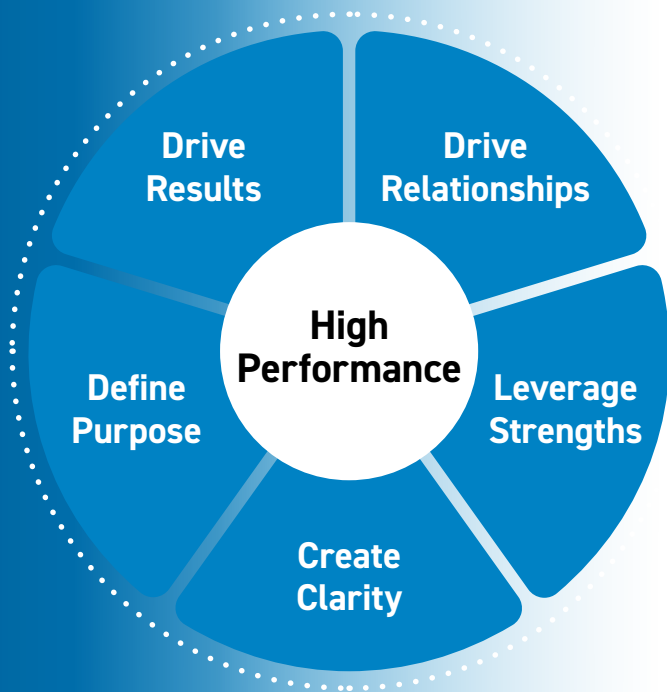 Drive
Results
Drive
Relationships
High
Performance
Define
Purpose
Leverage
Strengths
Create
Clarity